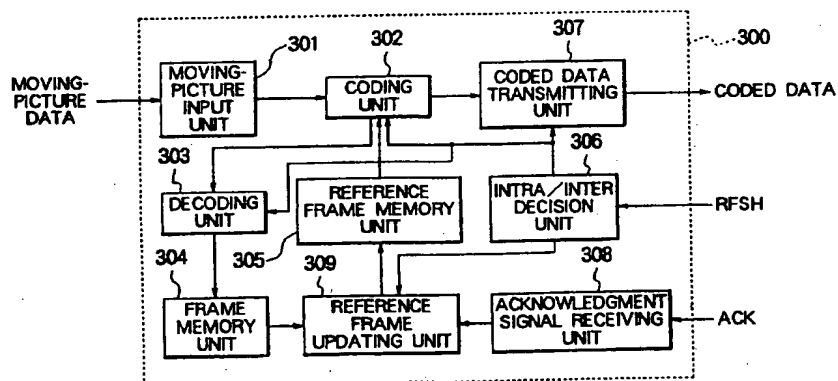 301
302
307
300
MOVING-
PICTURE
DATA
MOVING-
PICTURE
INPUT
UNIT
CODING
UNIT
CODED DATA
TRANSMITTING
UNIT
CODED DATA
303
306
DECODING
UNIT
REFERENCE
FRAME MEMORY
UNIT
INTRA/INTER
DECISION
UNIT
RFSH
304
305
309
308
FRAME
MEMORY
UNIT
REFERENCE
FRAME
UPDATING UNIT
ACKNOWLEDGMENT
SIGNAL RECEIVING
UNIT
ACK